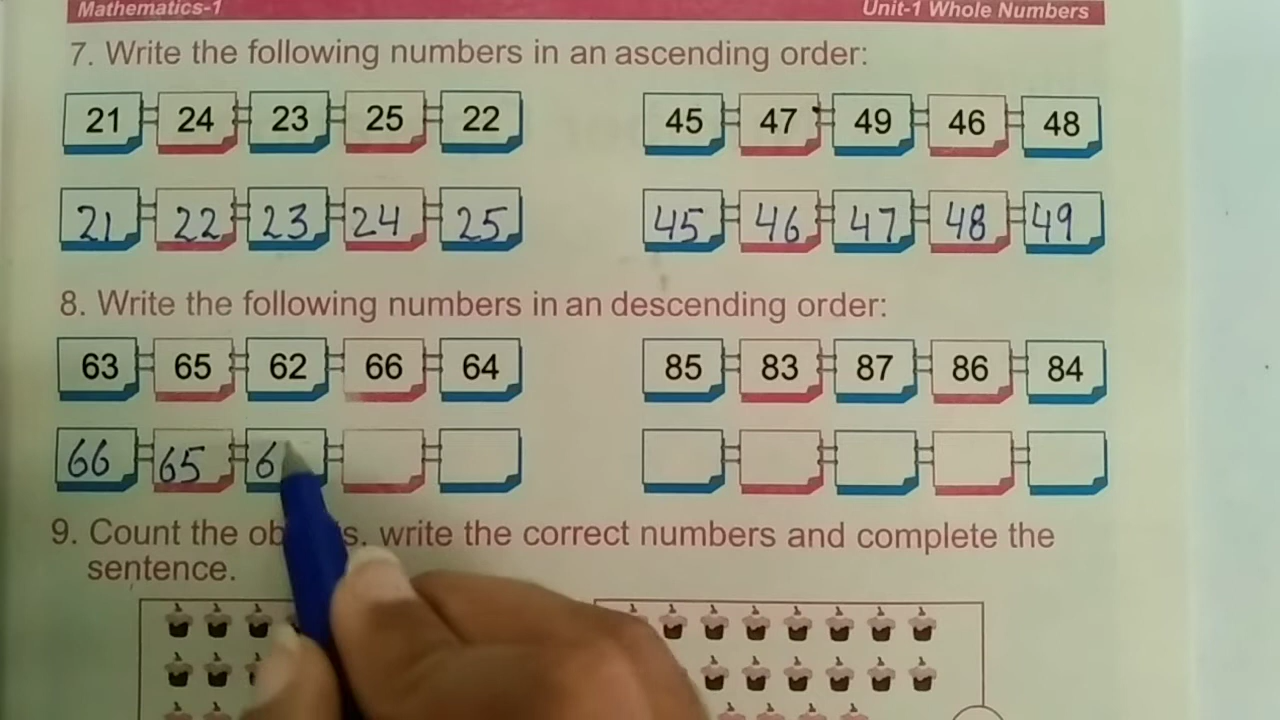 Mathematics-1 Unit-1 Whole Numbers
7. Write the following numbers in an ascending order:
21 24 23 25 22 45 47 49 46 48
21 22 23 24 25 45 46 47 48 49
8. Write the following numbers in an descending order:
63 65 62 66 64 85 83 87 86 84
66 65 6
9. Count the ob s, write the correct numbers and complete the
sentence.